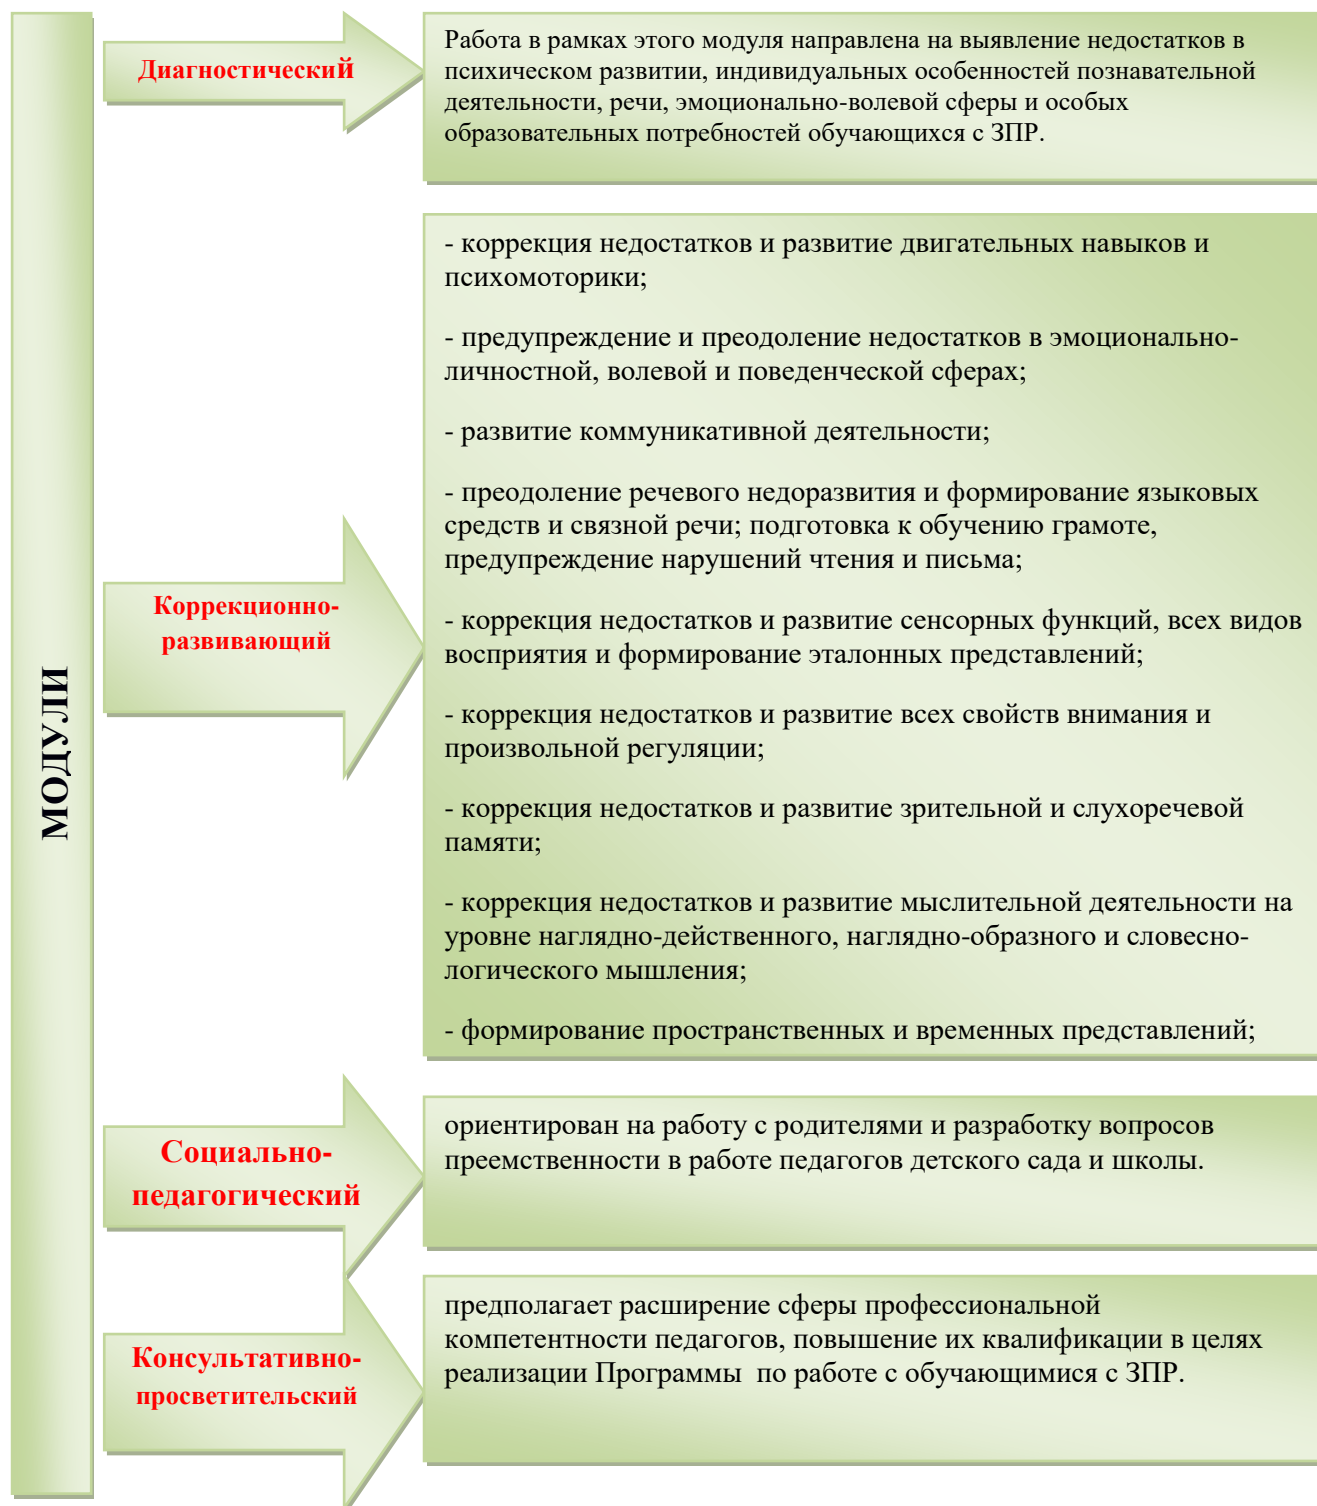 МОДУЛИ
Диагностический
Работа в рамках этого модуля направлена на выявление недостатков в
психическом развитии, индивидуальных особенностей познавательной
деятельности, речи, эмоционально-волевой сферы и особых
образовательных потребностей обучающихся с ЗПР.
Коррекционно-
развивающий
- коррекция недостатков и развитие двигательных навыков и
психомоторики;
- предупреждение и преодоление недостатков в эмоционально-
личностной, волевой и поведенческой сферах;
- развитие коммуникативной деятельности;
- преодоление речевого недоразвития и формирование языковых
средств и связной речи; подготовка к обучению грамоте,
предупреждение нарушений чтения и письма;
- коррекция недостатков и развитие сенсорных функций, всех видов
восприятия и формирование эталонных представлений;
- коррекция недостатков и развитие всех свойств внимания и
произвольной регуляции;
- коррекция недостатков и развитие зрительной и слухоречевой
памяти;
- коррекция недостатков и развитие мыслительной деятельности на
уровне наглядно-действенного, наглядно-образного и словесно-
логического мышления;
- формирование пространственных и временных представлений;
Социально-
педагогический
ориентирован на работу с родителями и разработку вопросов
преемственности в работе педагогов детского сада и школы.
Консультативно-
просветительский
предполагает расширение сферы профессиональной
компетентности педагогов, повышение их квалификации в целях
реализации Программы  по работе с обучающимися с ЗПР.